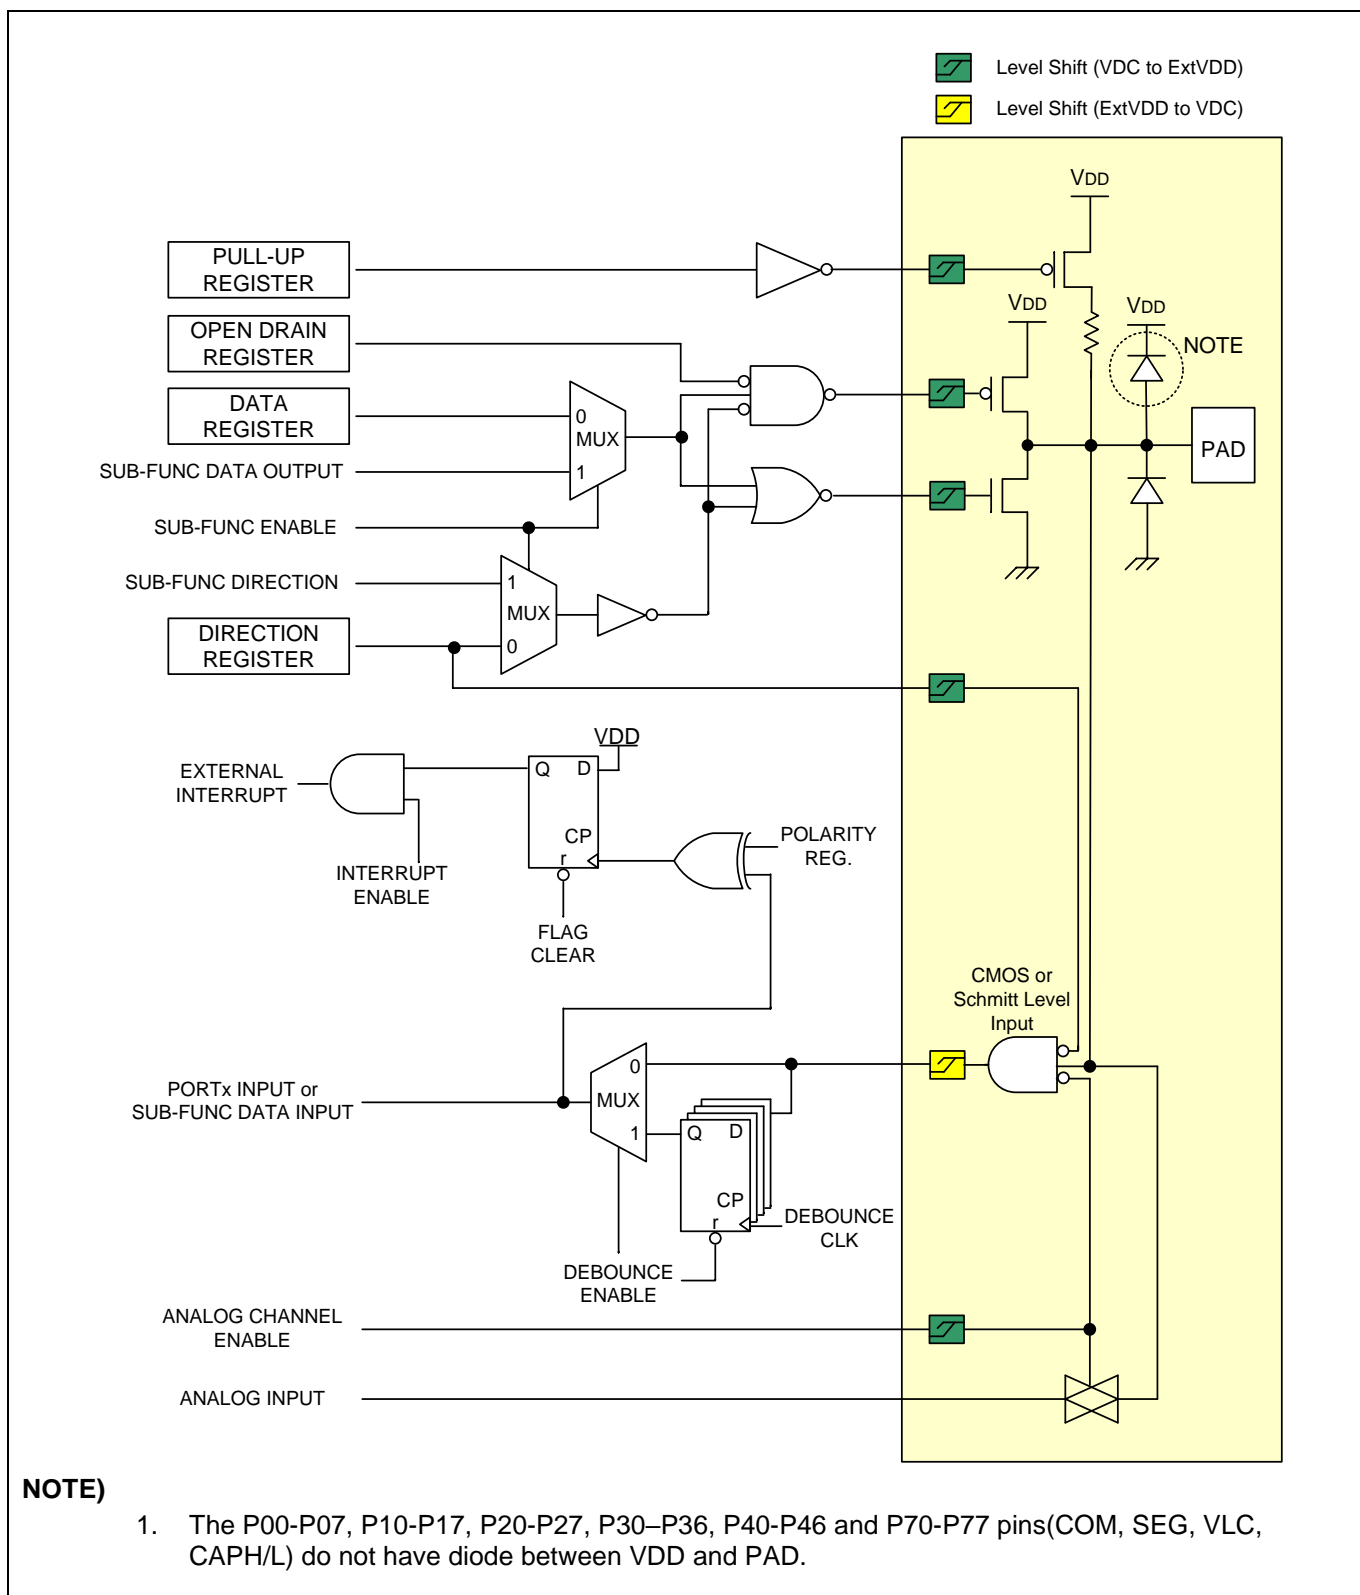 Level Shift (VDC to ExtVDD)
Level Shift (ExtVDD to VDC)
VDD
PULL-UP
REGISTER
VDD
VDD
OPEN DRAIN
REGISTER
NOTE
DATA
REGISTER
0
MUX
1
PAD
SUB-FUNC DATA OUTPUT
SUB-FUNC ENABLE
SUB-FUNC DIRECTION
1
MUX
0
DIRECTION
REGISTER
VDD
EXTERNAL
INTERRUPT
Q D
CP
r
POLARITY
REG.
INTERRUPT
ENABLE
FLAG
CLEAR
CMOS or
Schmitt Level
Input
PORTx INPUT or
SUB-FUNC DATA INPUT
0
MUX
1
Q D
CP
r
DEBOUNCE
CLK
DEBOUNCE
ENABLE
ANALOG CHANNEL
ENABLE
ANALOG INPUT
NOTE)
1. The P00-P07, P10-P17, P20-P27, P30–P36, P40-P46 and P70-P77 pins(COM, SEG, VLC,
CAPH/L) do not have diode between VDD and PAD.